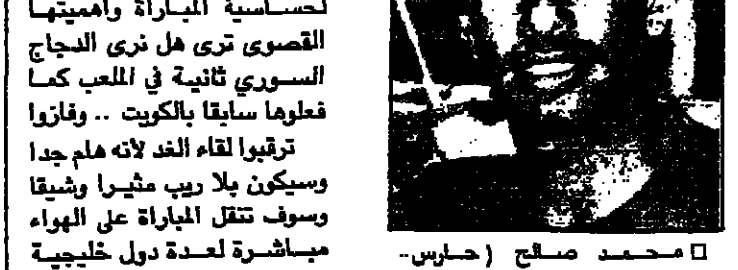 لحساسية المباراة وأهميتها
القصوى ترى هل نرى الدجاج
السوري ثانية في الملعب كما
فعلوها سابقا بالكويت .. وفازوا
ترقبوا لقاء الغد لأنه هام جدا
وسيكون بلا ريب مثيرا وشيقا
وسوف تنقل المباراة على الهواء
مباشرة لعدة دول خليجية
□ محمد صالح ( حارس..